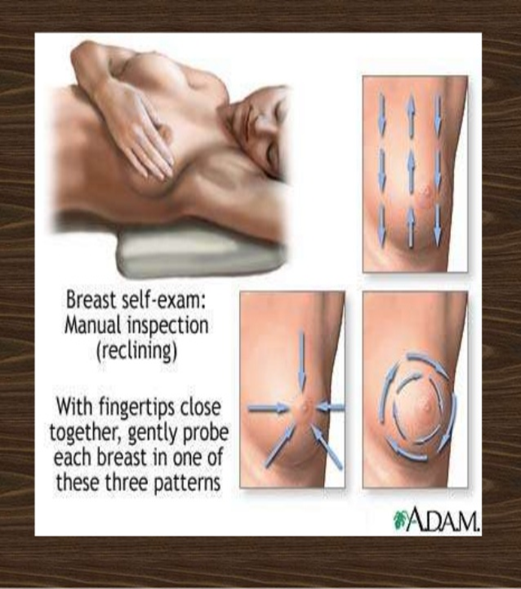 Breast self-exam:
Manual inspection
(reclining)
With fingertips close
together, gently probe
each breast in one of
these three patterns
ADAM.